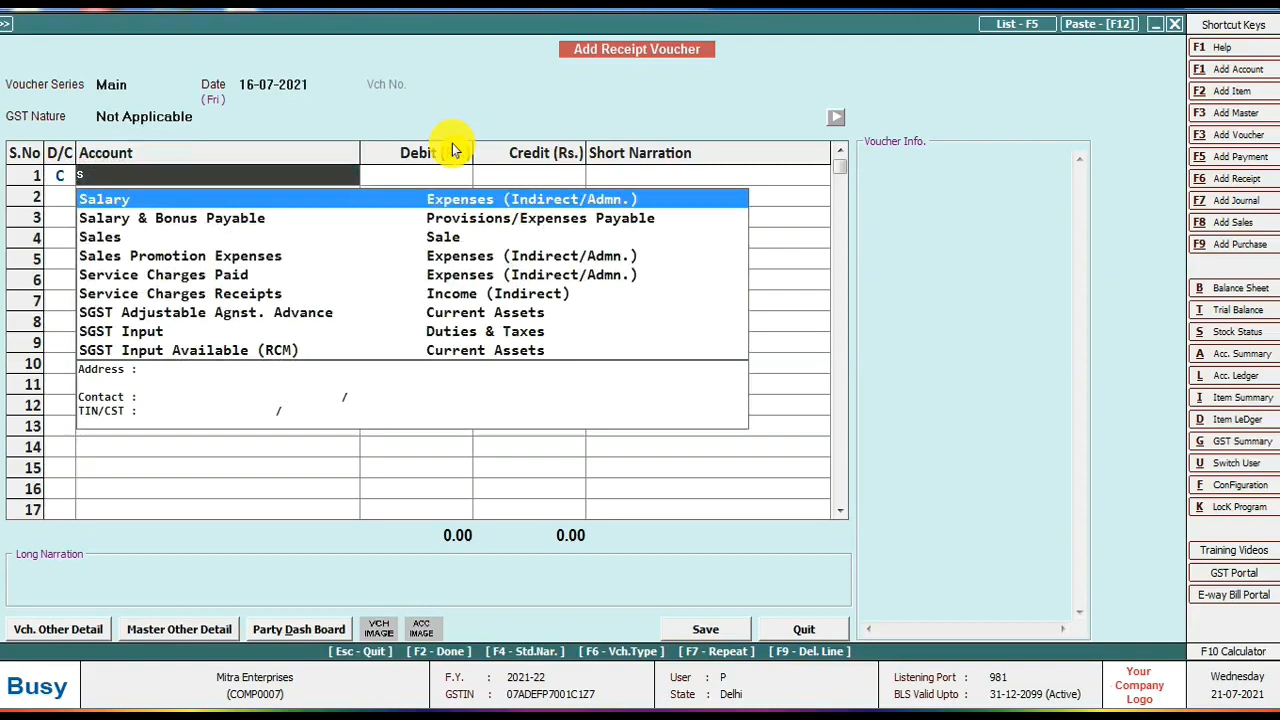 >> List - F5 Paste - [F12] Shortcut Keys
Add Receipt Voucher
Voucher Series Main Date 16-07-2021 Vch No.
( Fri )
GST Nature Not Applicable
S.No D/C Account Debit ( Credit (Rs.) Short Narration
1 C s
2 Salary Expenses (Indirect/Admn.)
3 Salary & Bonus Payable Provisions/Expenses Payable
4 Sales Sale
5 Sales Promotion Expenses Expenses (Indirect/Admn.)
6 Service Charges Paid Expenses (Indirect/Admn.)
7 Service Charges Receipts Income (Indirect)
8 SGST Adjustable Agnst. Advance Current Assets
9 SGST Input Duties & Taxes
10 SGST Input Available (RCM) Current Assets
Address :
11
Contact : /
12 TIN/CST : /
13
14
15
16
17
0.00 0.00
Long Narration
Voucher Info.
Vch. Other Detail Master Other Detail Party Dash Board VCH IMAGE ACC IMAGE Save Quit
[ Esc - Quit ] [ F2 - Done ] [ F4 - Std.Nar. ] [ F6 - Vch.Type ] [ F7 - Repeat ] [ F9 - Del. Line ]
F1 Help
F1 Add Account
F2 Add Item
F3 Add Master
F3 Add Voucher
F5 Add Payment
F6 Add Receipt
F7 Add Journal
F8 Add Sales
F9 Add Purchase
B Balance Sheet
T Trial Balance
S Stock Status
A Acc. Summary
L Acc. Ledger
I Item Summary
D Item LeDger
G GST Summary
U Switch User
F ConFiguration
K LocK Program
Training Videos
GST Portal
E-way Bill Portal
F10 Calculator
Busy
Mitra Enterprises
(COMP0007)
F.Y. : 2021-22
GSTIN : 07ADEFP7001C1Z7
User : P
State : Delhi
Listening Port : 981
BLS Valid Upto : 31-12-2099 (Active)
Your
Company
Logo
Wednesday
21-07-2021